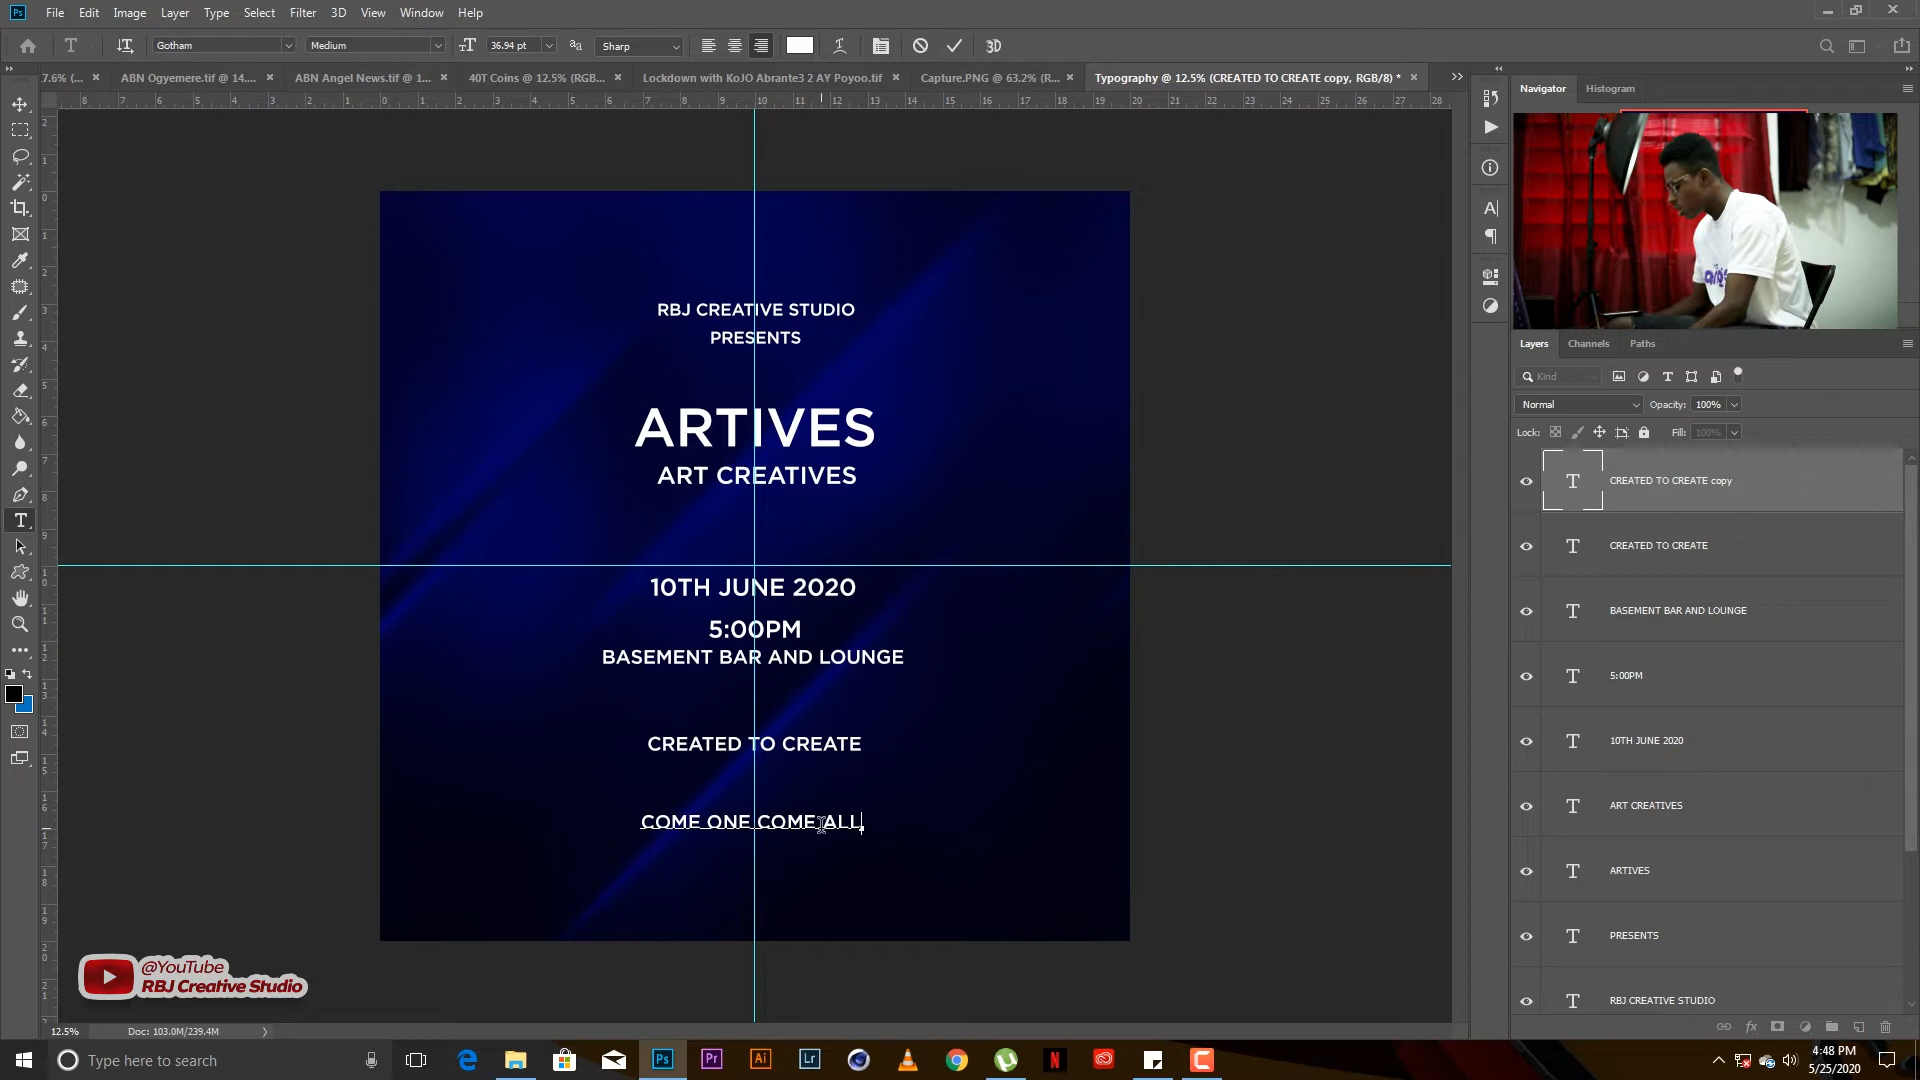 File Edit Image Layer Type Select Filter 3D View Window Help
Gotham Medium 36.94 pt Sharp 3D
7.6% (... ABN Ogyemere.tif @ 14.... ABN Angel News.tif @ 1... 40T Coins @ 12.5% (RGB... Lockdown with KoJO Abrante3 2 AY Poyoo.tif Capture.PNG @ 63.2% (R... Typography @ 12.5% (CREATED TO CREATE copy, RGB/8) *
Navigator Histogram
RBJ CREATIVE STUDIO
PRESENTS
ARTIVES
ART CREATIVES
10TH JUNE 2020
5:00PM
BASEMENT BAR AND LOUNGE
CREATED TO CREATE
COME ONE COME ALL
Layers Channels Paths
Kind
Normal Opacity: 100%
Lock: Fill: 100%
CREATED TO CREATE copy
CREATED TO CREATE
BASEMENT BAR AND LOUNGE
5:00PM
10TH JUNE 2020
ART CREATIVES
ARTIVES
PRESENTS
RBJ CREATIVE STUDIO
@YouTube
RBJ Creative Studio
12.5% Doc: 103.0M/239.4M
Type here to search
4:48 PM
5/25/2020